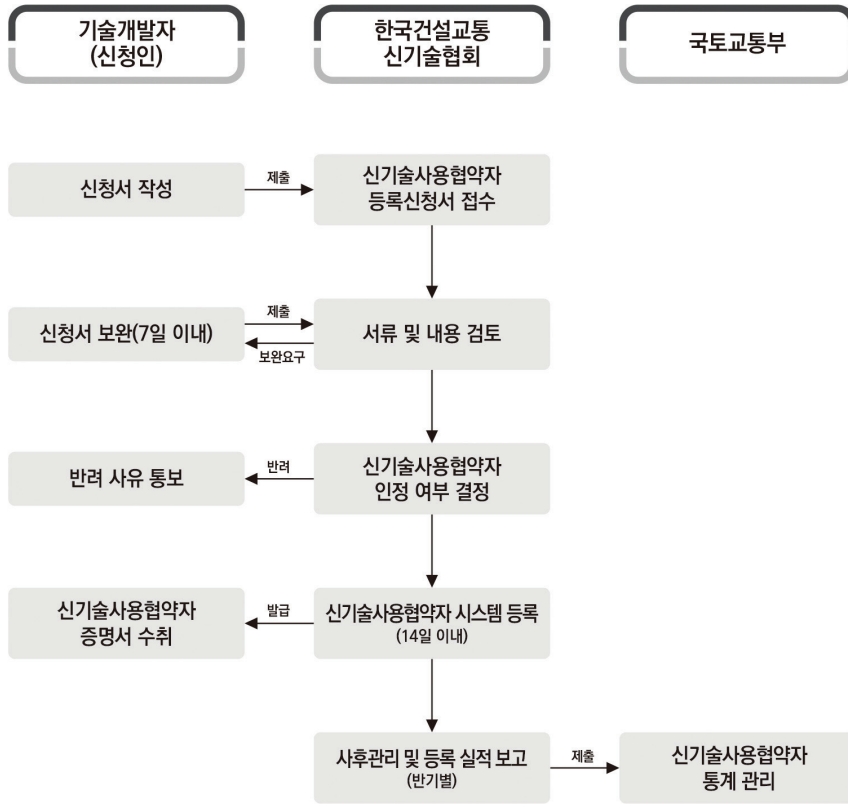 기술개발자
(신청인)
한국건설교통
신기술협회
국토교통부
신청서 작성
제출
신기술사용협약자
등록신청서 접수
신청서 보완(7일 이내)
제출
보완요구
서류 및 내용 검토
반려 사유 통보
반려
신기술사용협약자
인정 여부 결정
신기술사용협약자
증명서 수취
발급
신기술사용협약자 시스템 등록
(14일 이내)
사후관리 및 등록 실적 보고
(반기별)
제출
신기술사용협약자
통계 관리